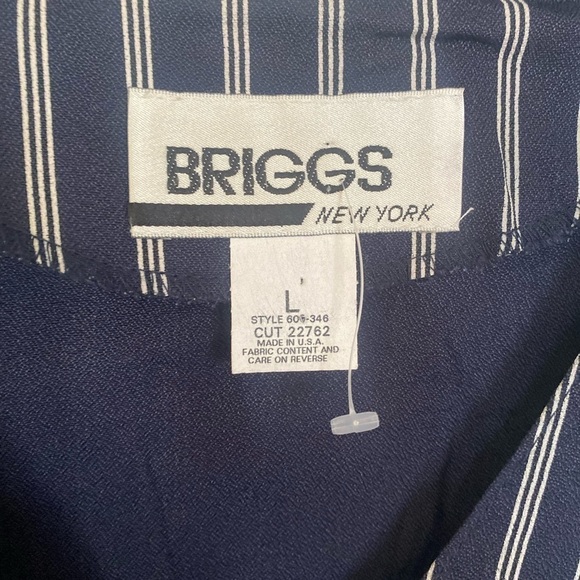 BRIGGS
NEW YORK
L
STYLE 605-346
CUT 22762
MADE IN U.S.A.
FABRIC CONTENT AND
CARE ON REVERSE